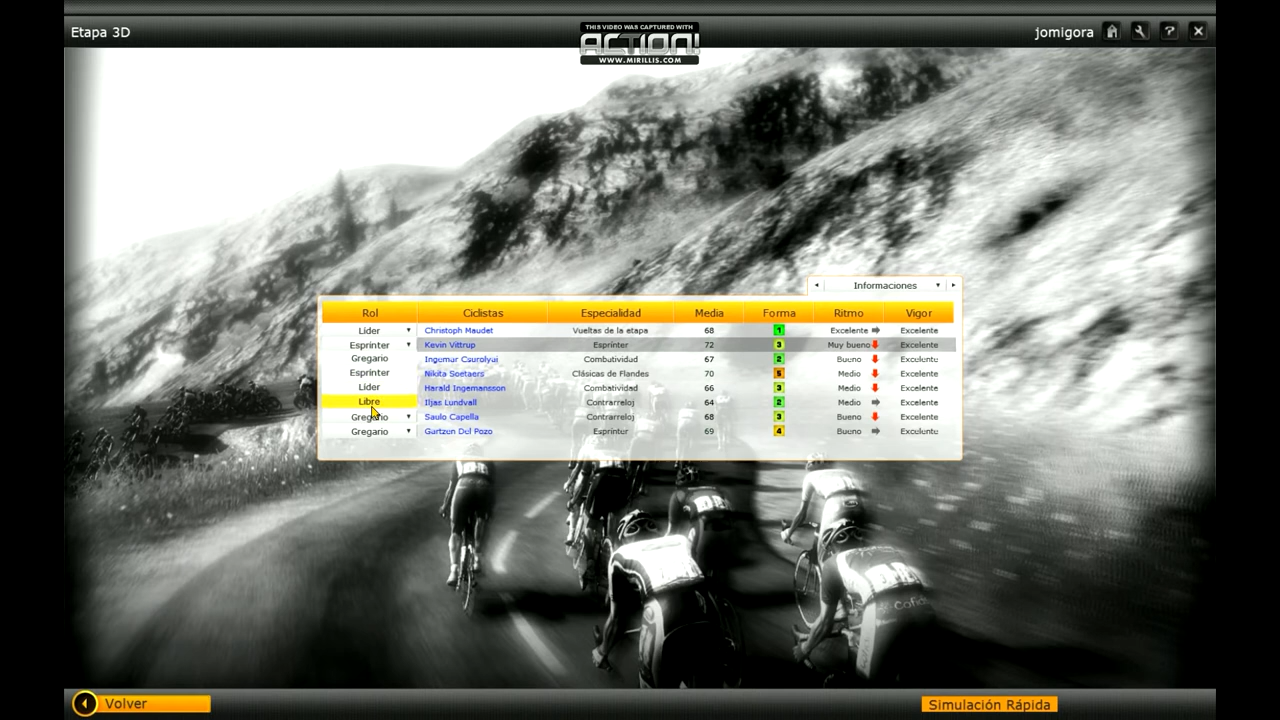 Etapa 3D
THIS VIDEO WAS CAPTURED WITH
ACTION!
WWW.MIRILLIS.COM
jomigora
Informaciones
Rol Ciclistas Especialidad Media Forma Ritmo Vigor
Líder Christoph Maudet Vueltas de la etapa 68 1 Excelente Excelente
Esprinter Kevin Vittrup Esprinter 72 3 Muy bueno Excelente
Gregario Ingemar Csurolyai Combatividad 67 2 Bueno Excelente
Esprinter Nikita Soetaers Clásicas de Flandes 70 5 Medio Excelente
Líder Harald Ingemansson Combatividad 66 3 Medio Excelente
Libre Iljas Lundvall Contrarreloj 64 2 Medio Excelente
Gregario Saulo Capella Contrarreloj 68 3 Bueno Excelente
Gregario Gartzen Del Pozo Esprinter 69 4 Bueno Excelente
Volver
Simulación Rápida